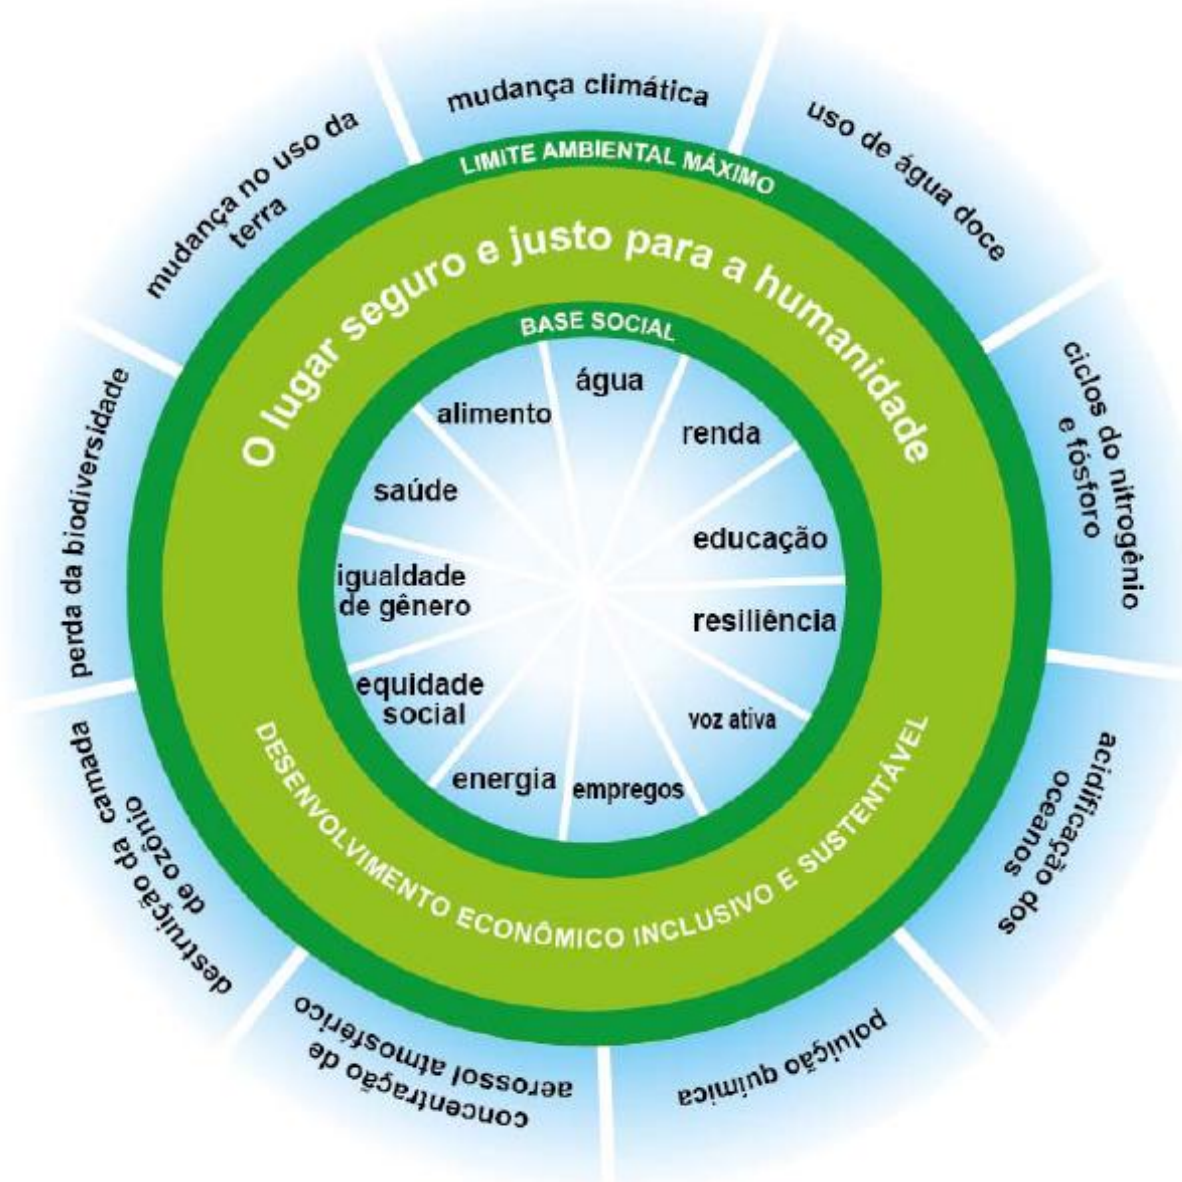 mudança climática
uso de água doce
ciclos do nitrogênio
e fósforo
acidificação dos
oceanos
poluição química
concentração de
aerossol atmosférico
destruição da camada
de ozônio
perda da biodiversidade
mudança no uso da
terra
LIMITE AMBIENTAL MÁXIMO
O lugar seguro e justo para a humanidade
BASE SOCIAL
água
renda
educação
resiliência
voz ativa
empregos
energia
equidade
social
igualdade
de gênero
saúde
alimento
DESENVOLVIMENTO ECONÔMICO INCLUSIVO E SUSTENTÁVEL